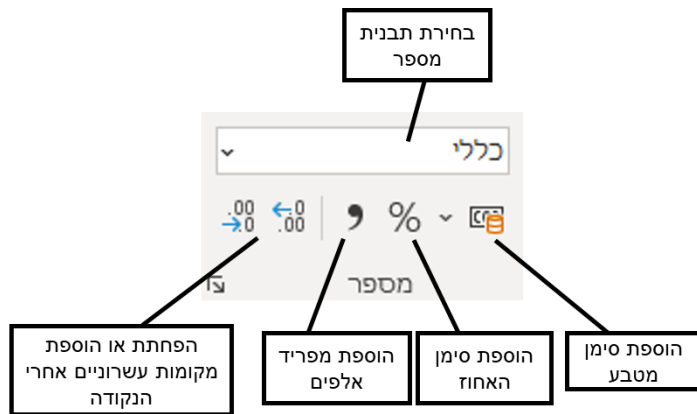 בחירת תבנית
מספר
כללי
% , .00 .0
.0 .00
מספר
הוספת סימן
מטבע
הוספת סימן
האחוז
הוספת מפריד
אלפים
הפחתת או הוספת
מקומות עשרוניים אחרי
הנקודה